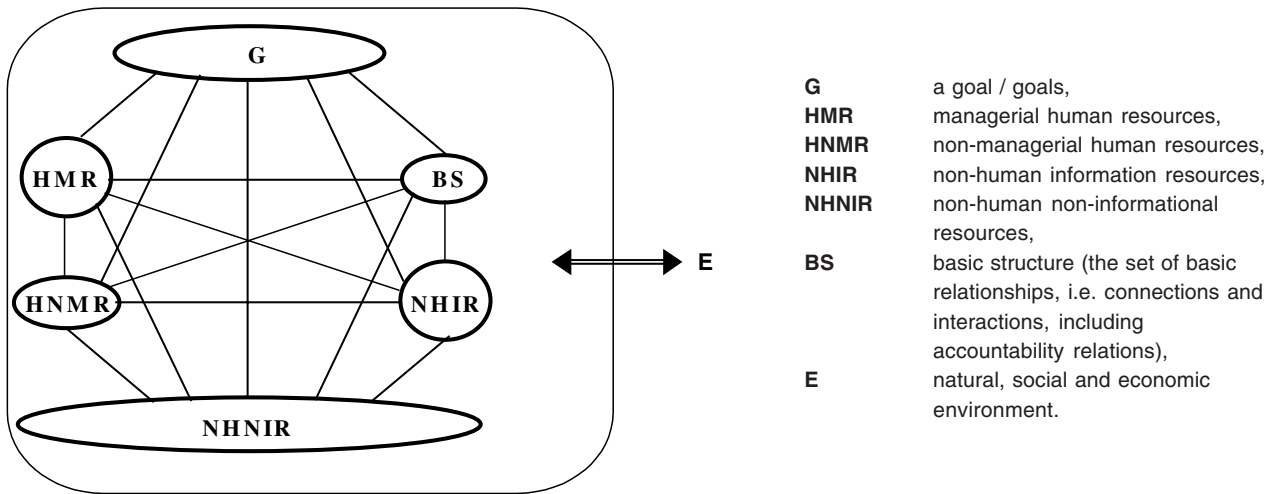 G
HMR
BS
HNMR
NHIR
NHNIR
E
G a goal / goals,
HMR managerial human resources,
HNMR non-managerial human resources,
NHIR non-human information resources,
NHNIR non-human non-informational
resources,
BS basic structure (the set of basic
relationships, i.e. connections and
interactions, including
accountability relations),
E natural, social and economic
environment.